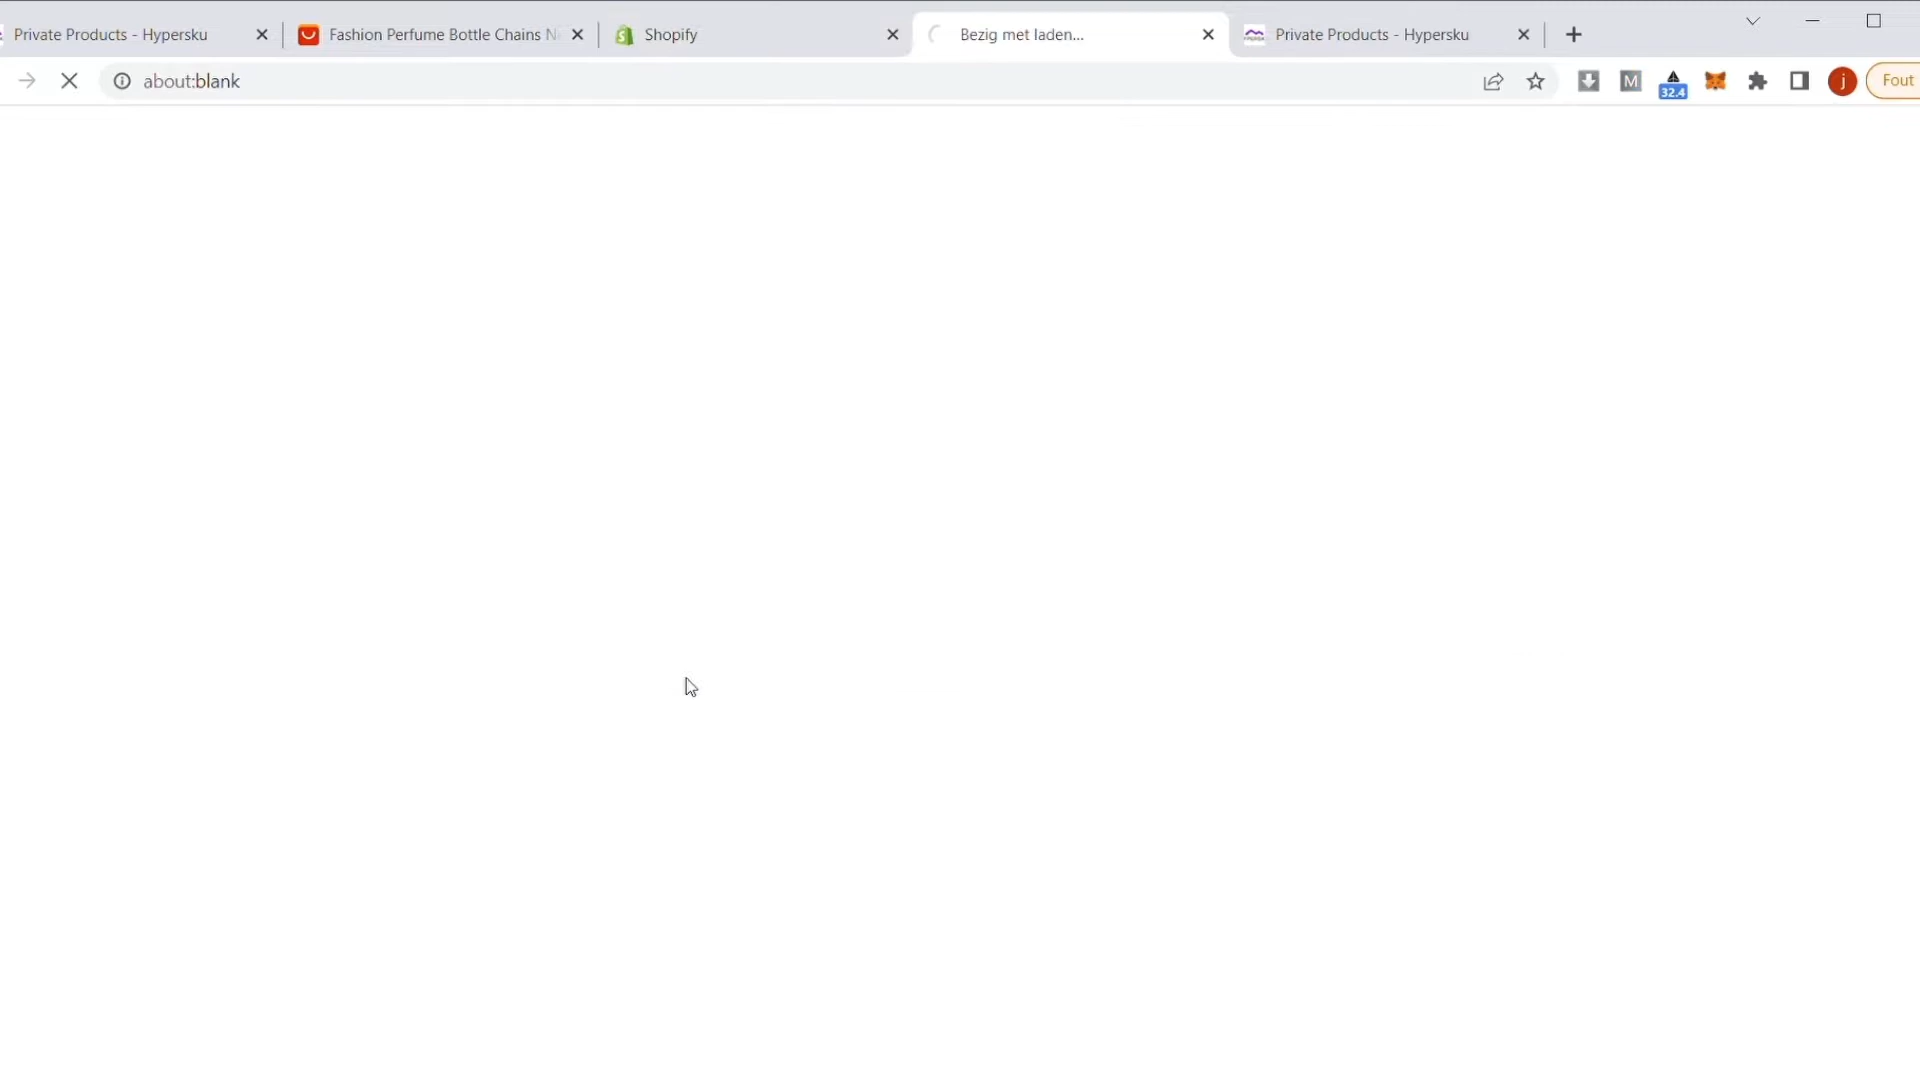 Private Products - Hypersku
Fashion Perfume Bottle Chains N
Shopify
Bezig met laden...
Private Products - Hypersku
about:blank
M
32.4
j
Fout